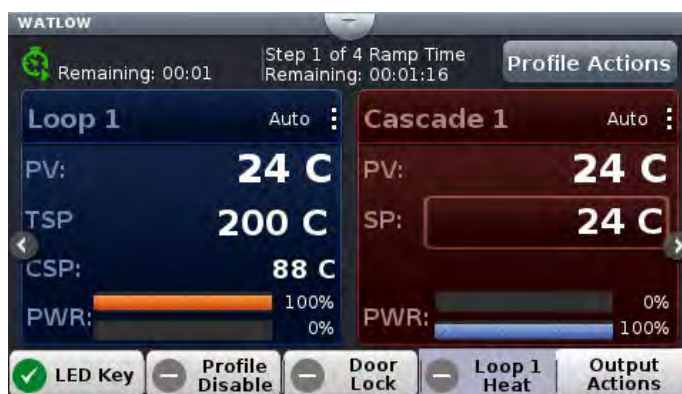 WATLOW
Remaining: 00:01
Step 1 of 4 Ramp Time
Remaining: 00:01:16
Profile Actions
Loop 1 Auto
PV: 24 C
TSP 200 C
CSP: 88 C
PWR: 100%
0%
Cascade 1 Auto
PV: 24 C
SP: 24 C
PWR: 0%
100%
LED Key
Profile
Disable
Door
Lock
Loop 1
Heat
Output
Actions